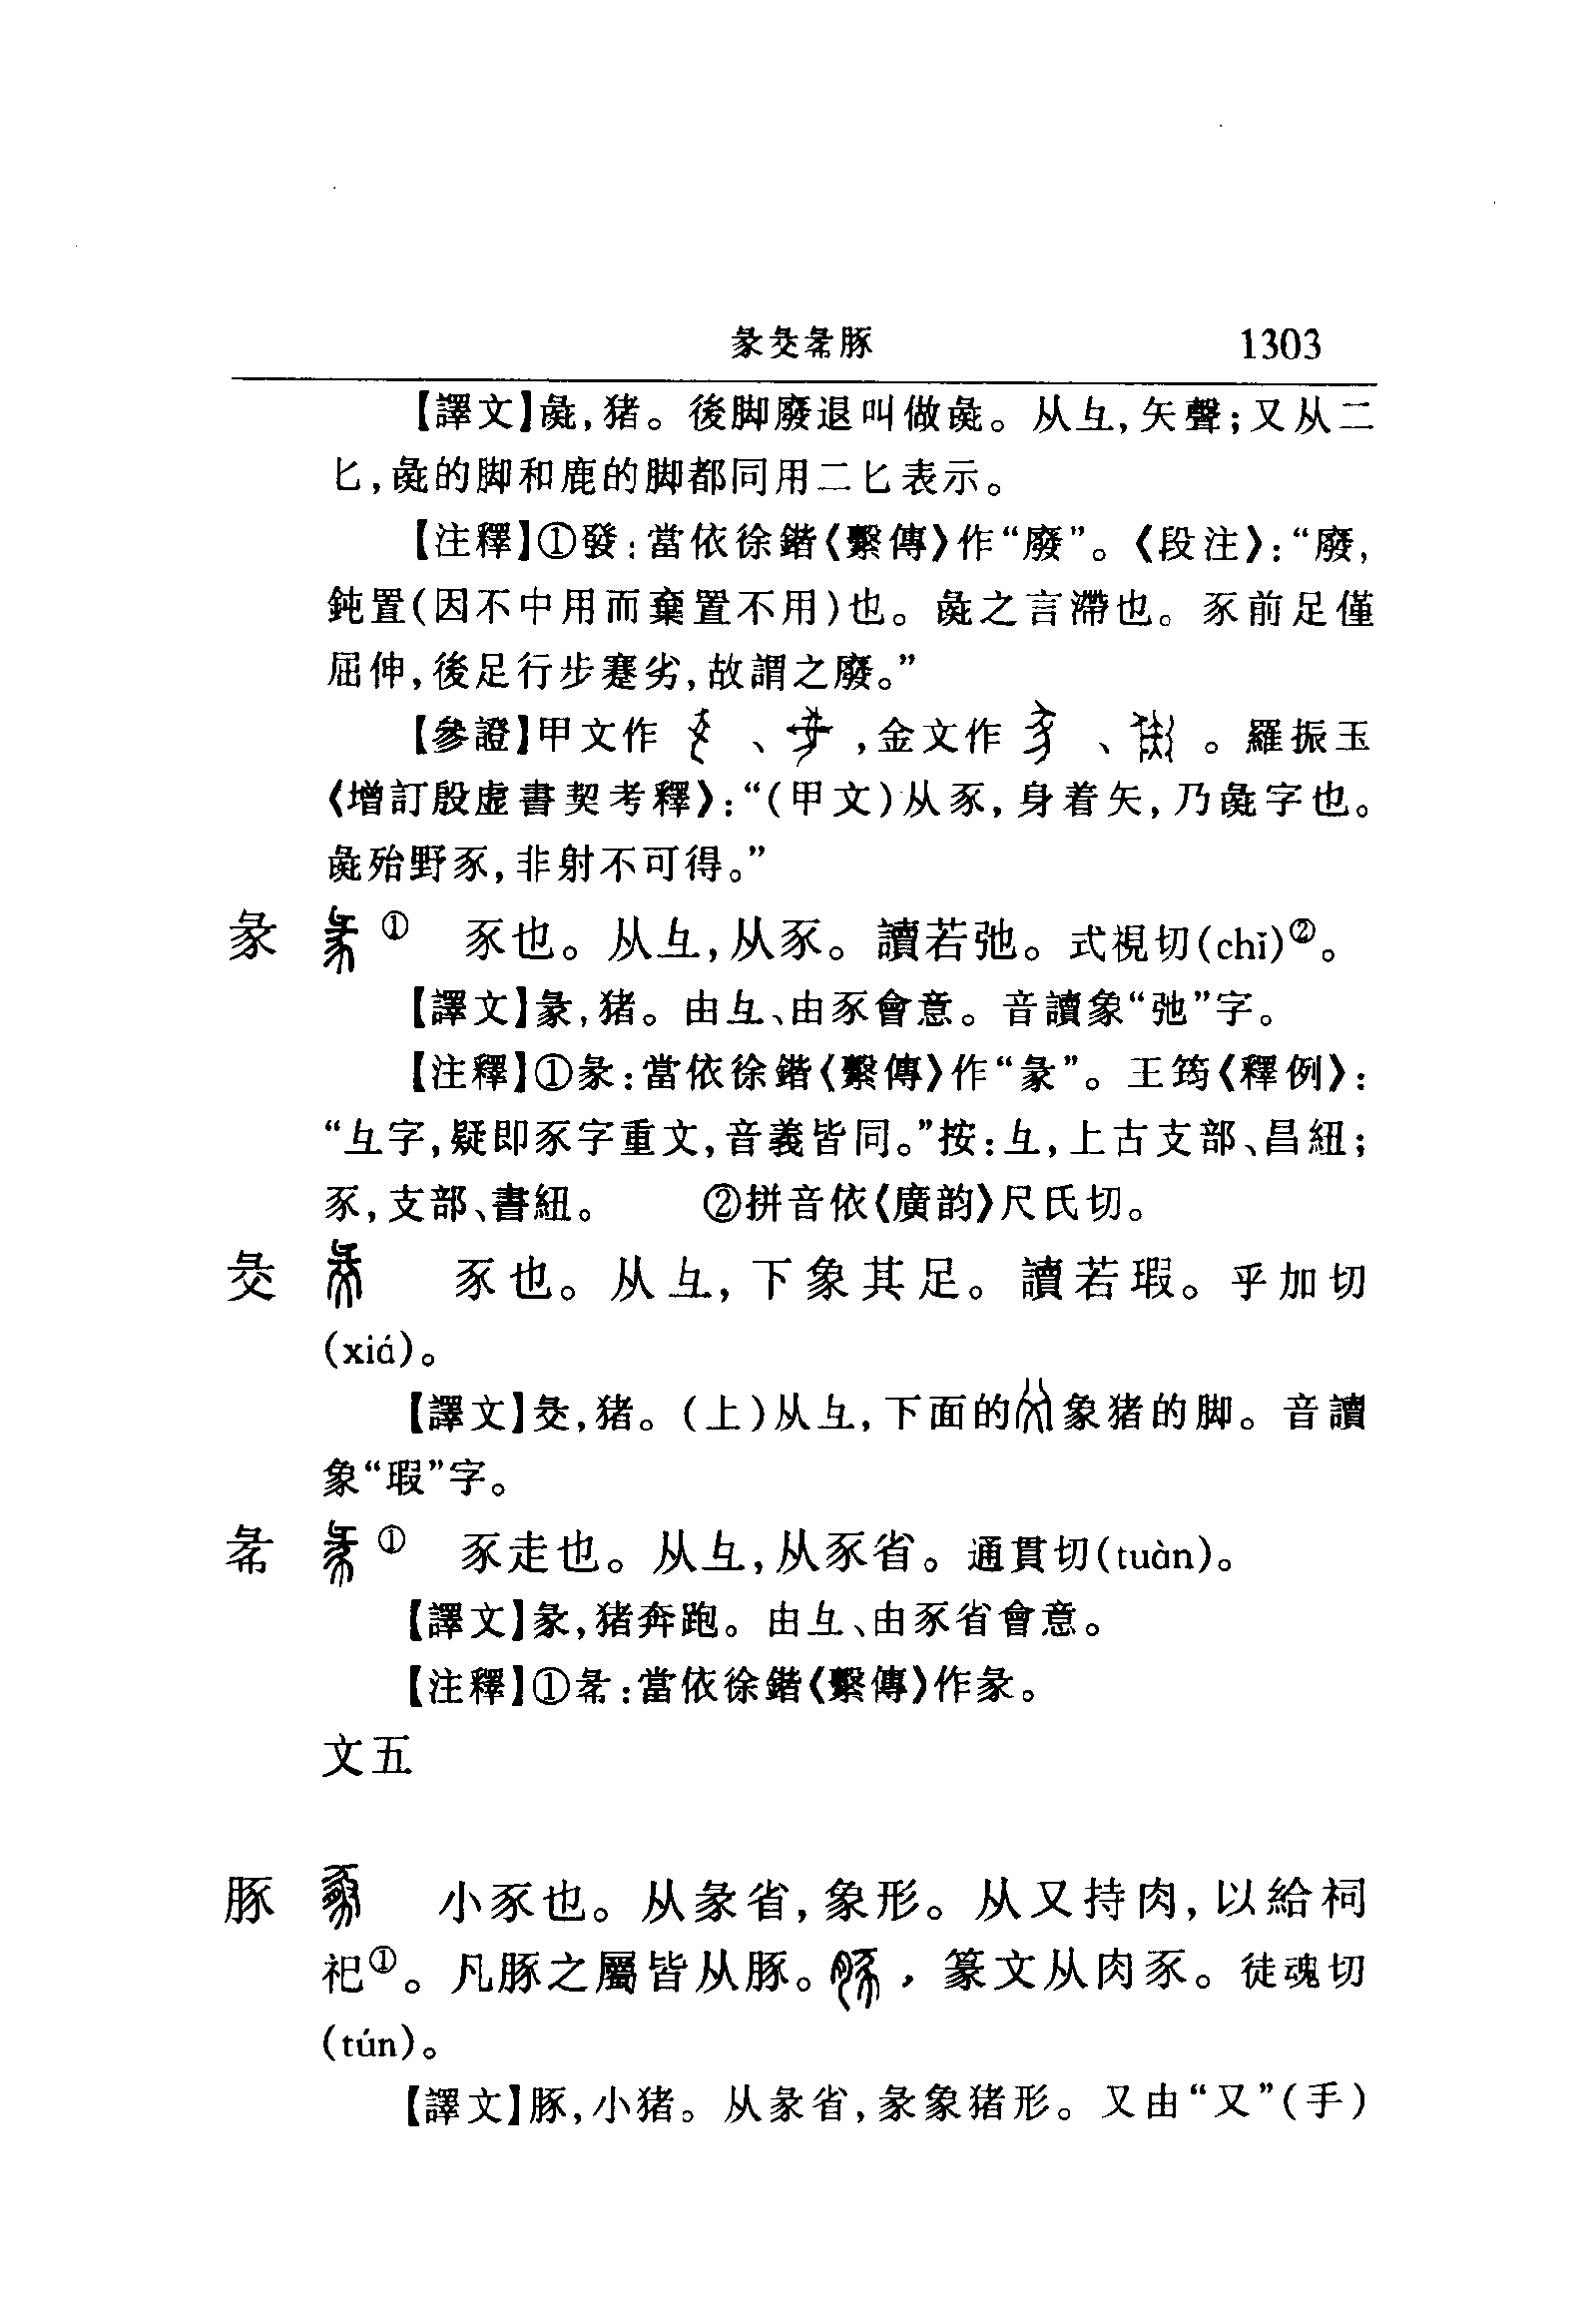 彖㕠㣇豚 1303
【譯文】彘,猪。後脚廢退叫做彘。从彑,矢聲;又从二
匕,彘的脚和鹿的脚都同用二匕表示。
【注釋】①發:當依徐鍇《繫傳》作“廢”。《段注》:“廢,
鈍置(因不中用而棄置不用)也。彘之言滯也。豕前足僅
屈伸,後足行步蹇劣,故謂之廢。”
【參證】甲文作 、 ,金文作 、 。羅振玉
《增訂殷虛書契考釋》:“(甲文)从豕,身着矢,乃彘字也。
彘殆野豕,非射不可得。”
彖 ① 豕也。从彑,从豕。讀若弛。式視切(chǐ)②。
【譯文】彖,猪。由彑、由豕會意。音讀象“弛”字。
【注釋】①彖:當依徐鍇《繫傳》作“彖”。王筠《釋例》:
“彑字,疑即豕字重文,音義皆同。”按:彑,上古支部、昌紐;
豕,支部、書紐。 ②拼音依《廣韵》尺氏切。
豕也。从彑,下象其足。讀若瑕。乎加切
(xiá)。
【譯文】,猪。(上)从彑,下面的象猪的脚。音讀
象“瑕”字。
① 豕走也。从彑,从豕省。通貫切(tuàn)。
【譯文】彖,猪奔跑。由彑、由豕省會意。
【注釋】①:當依徐鍇《繫傳》作彖。
文五
豚 小豕也。从彖省,象形。从又持肉,以給祠
祀①。凡豚之屬皆从豚。,篆文从肉豕。徒魂切
(tún)。
【譯文】豚,小猪。从彖省,彖象猪形。又由“又”(手)